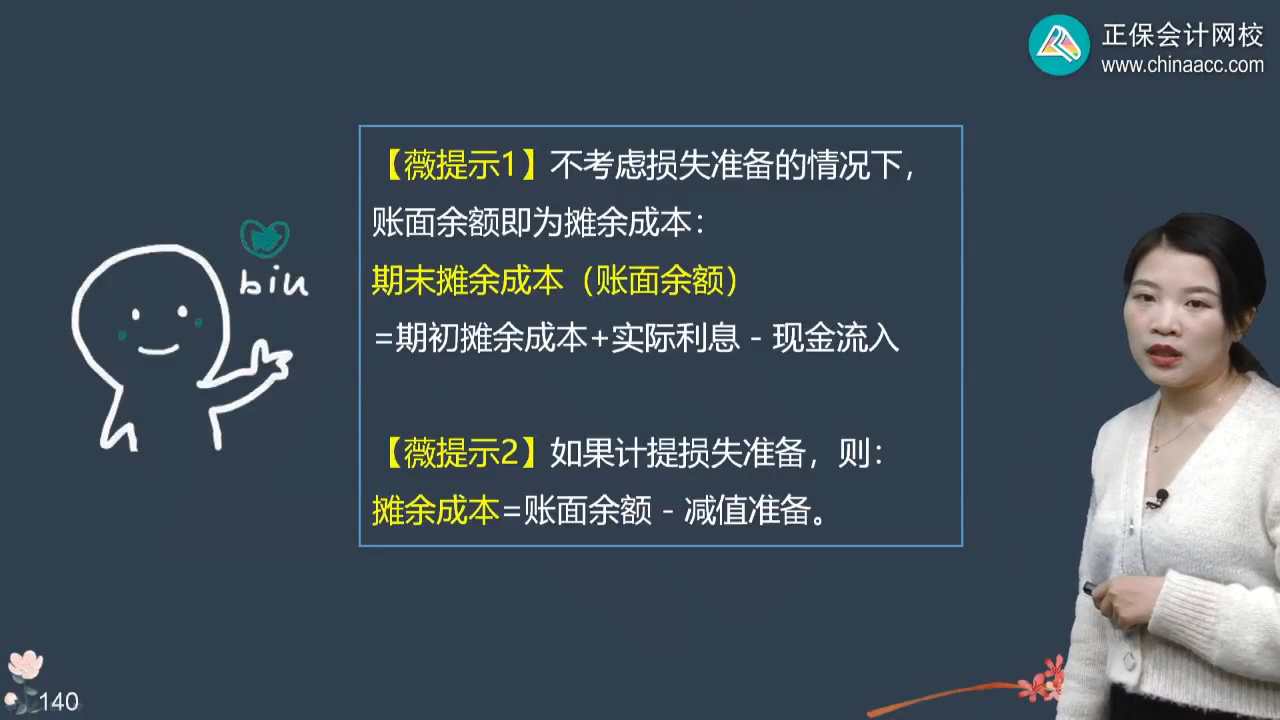 正保会计网校
www.chinaacc.com
【薇提示1】不考虑损失准备的情况下，
账面余额即为摊余成本：
期末摊余成本（账面余额）
=期初摊余成本+实际利息－现金流入
【薇提示2】如果计提损失准备，则：
摊余成本=账面余额－减值准备。
biu
140